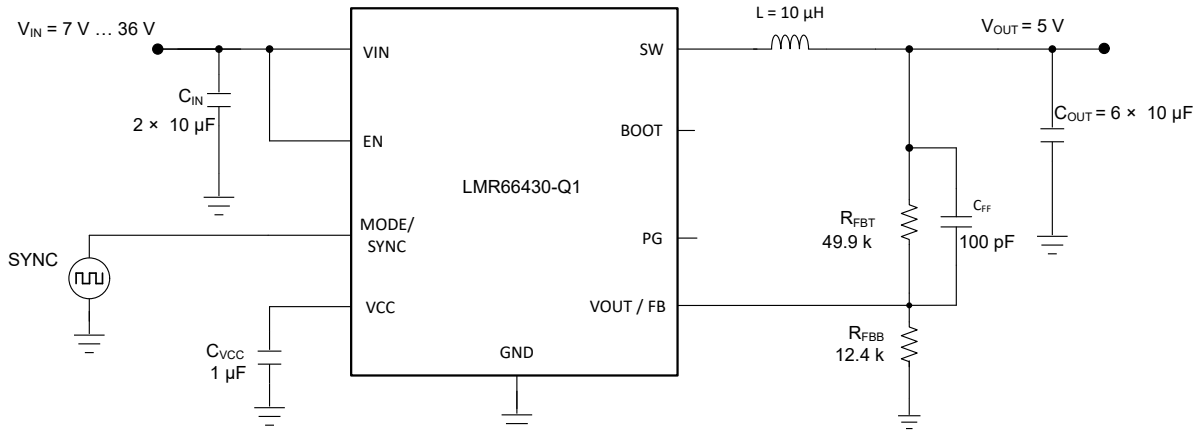 V_IN = 7 V … 36 V
C_IN
2 × 10 µF
SYNC
C_VCC
1 µF
VIN
EN
MODE/
SYNC
VCC
GND
LMR66430-Q1
SW
BOOT
PG
VOUT / FB
L = 10 µH
V_OUT = 5 V
C_OUT = 6 × 10 µF
R_FBT
49.9 k
C_FF
100 pF
R_FBB
12.4 k